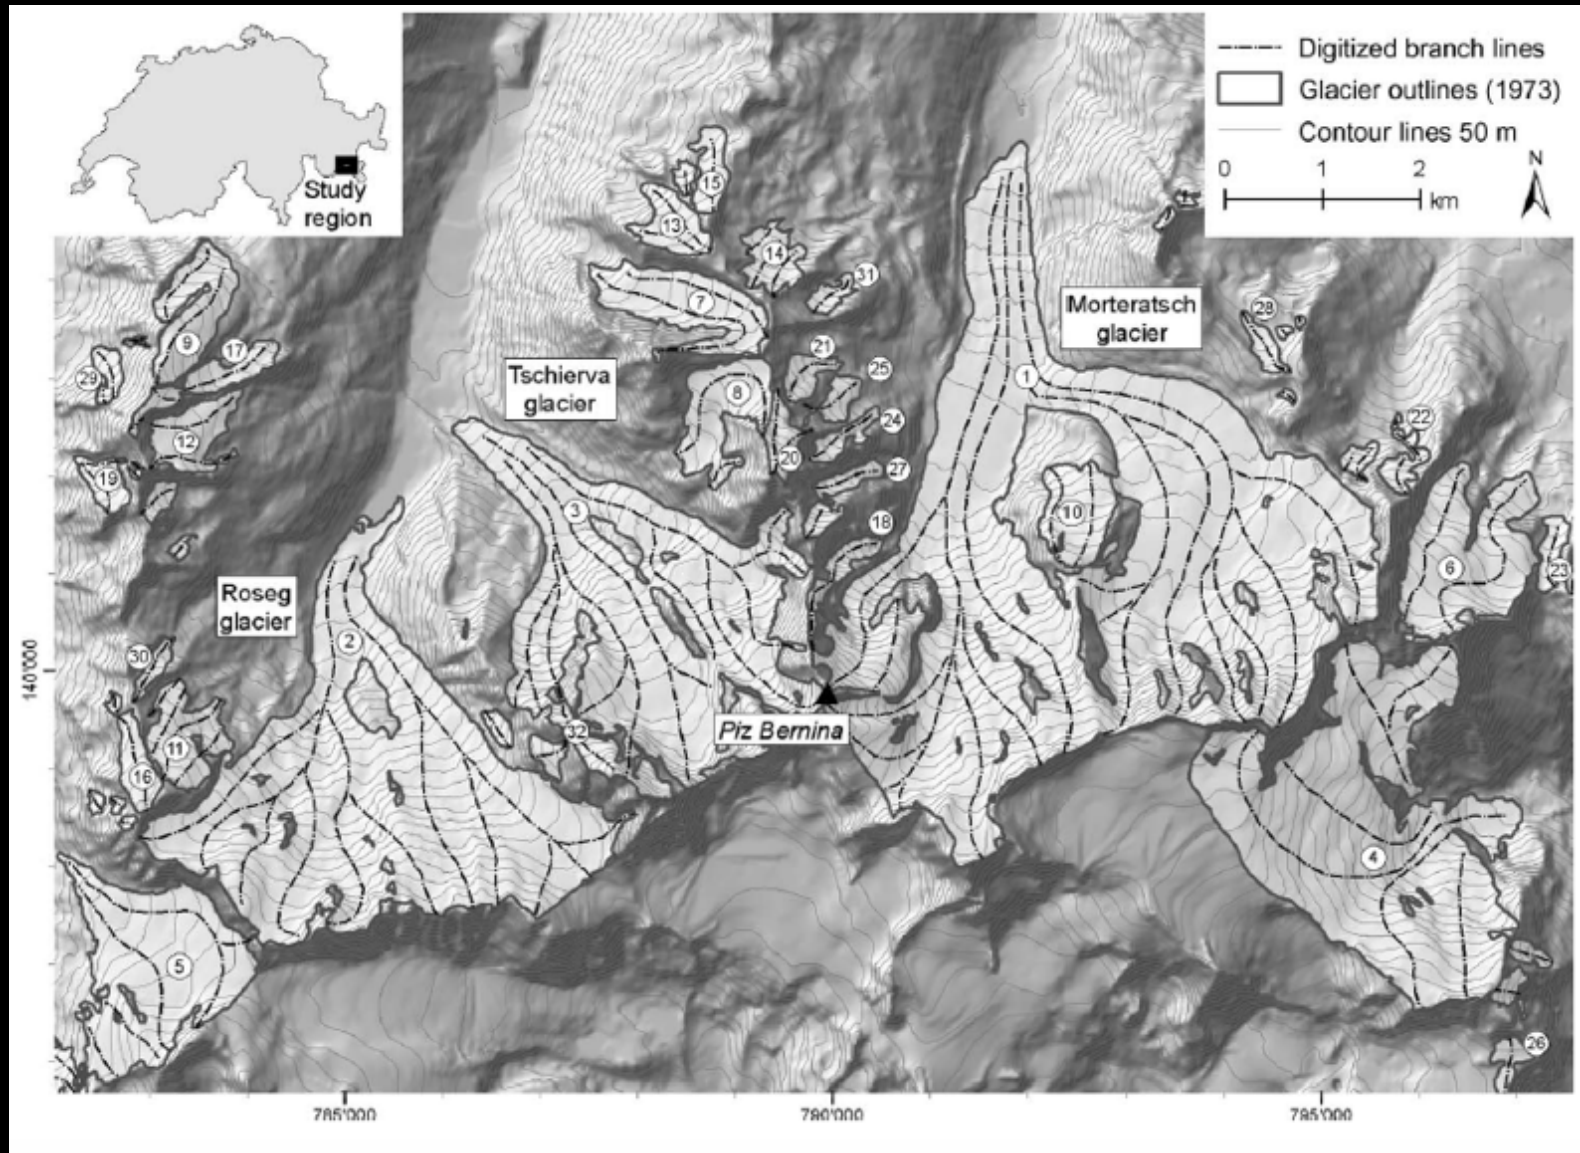 Digitized branch lines
Glacier outlines (1973)
Contour lines 50 m
0 1 2
km
N
Study
region
15
13
14
31
7
Morteratsch
glacier
28
9
17
29
21
25
Tschierva
glacier
8
1
24
22
12
20
19
27
3
10
18
6
23
Roseg
glacier
2
30
140'000
Piz Bernina
32
11
16
4
5
26
785'000
790'000
795'000